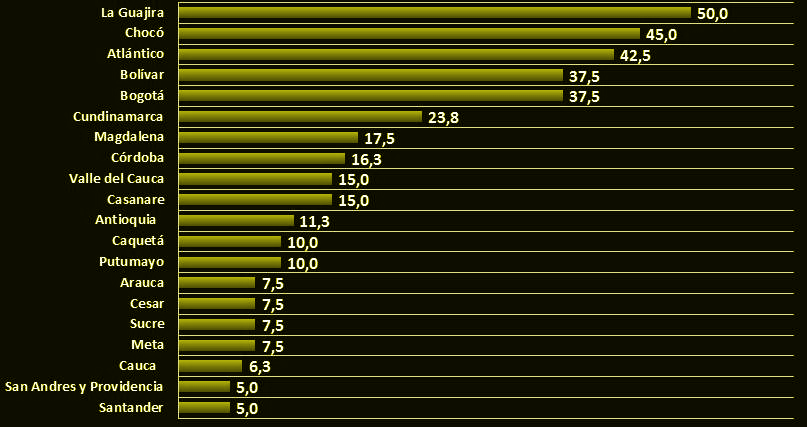 La Guajira 50,0
Chocó 45,0
Atlántico 42,5
Bolívar 37,5
Bogotá 37,5
Cundinamarca 23,8
Magdalena 17,5
Córdoba 16,3
Valle del Cauca 15,0
Casanare 15,0
Antioquia 11,3
Caquetá 10,0
Putumayo 10,0
Arauca 7,5
Cesar 7,5
Sucre 7,5
Meta 7,5
Cauca 6,3
San Andres y Providencia 5,0
Santander 5,0